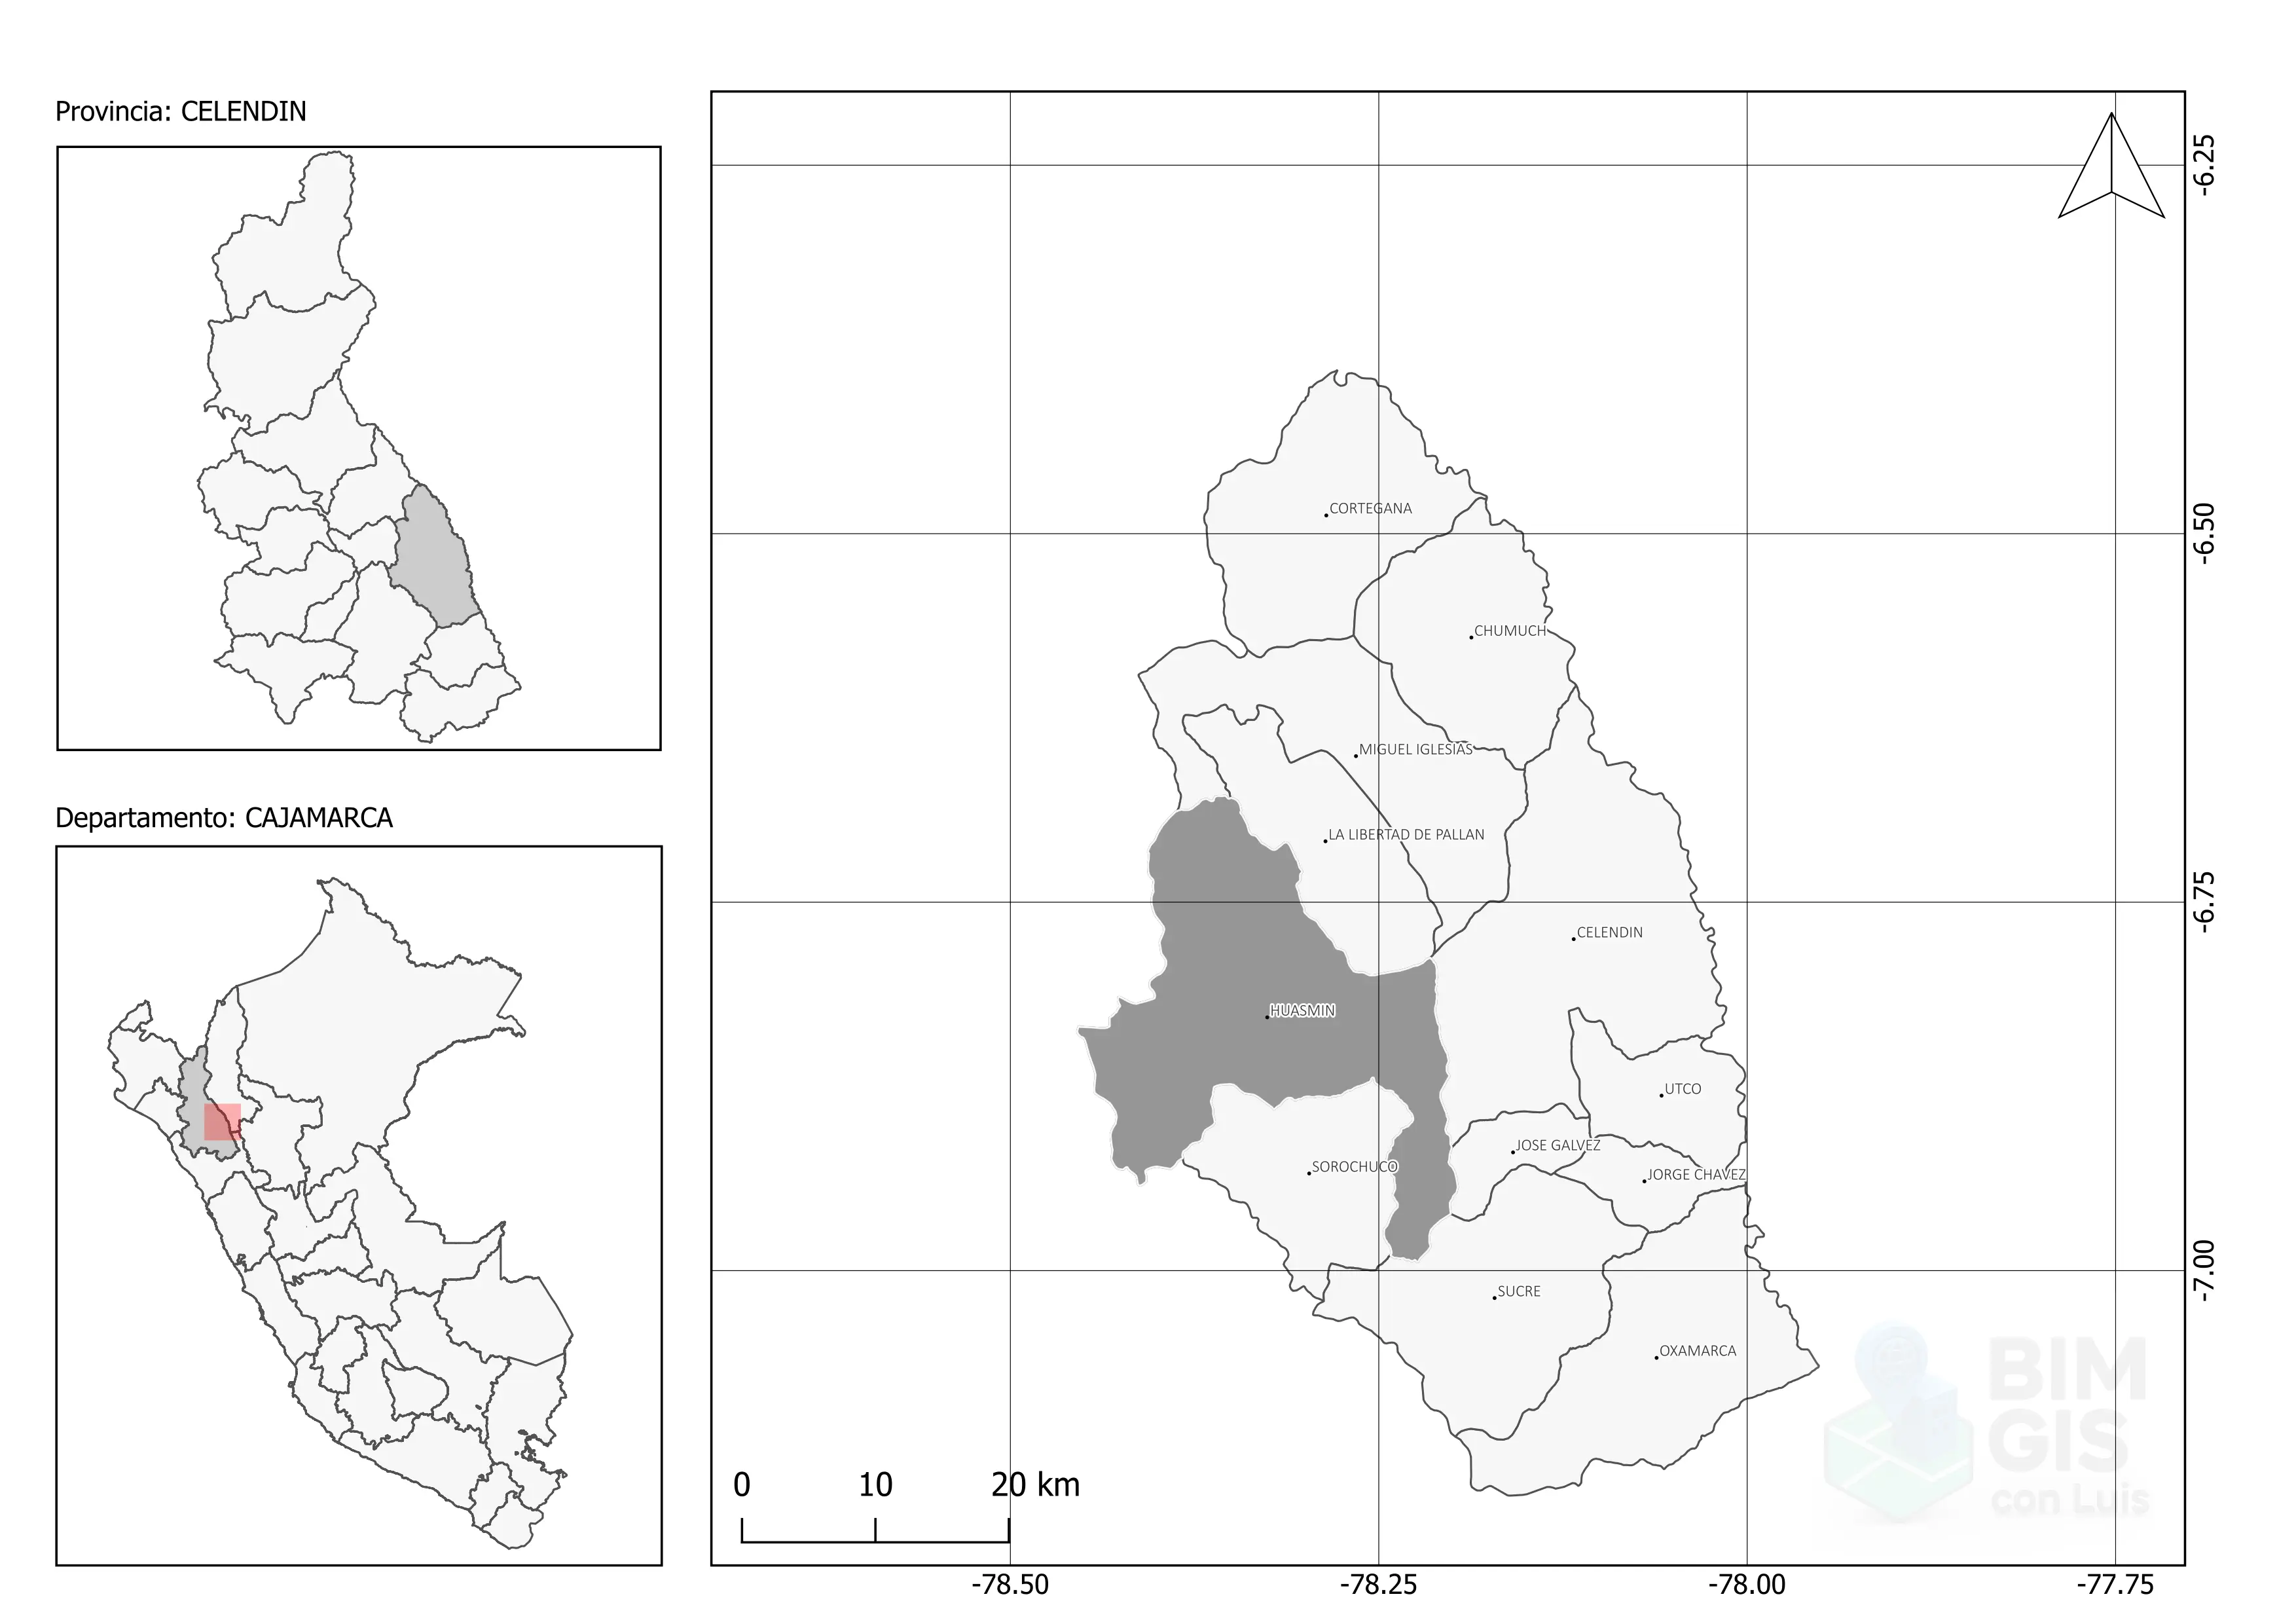 Provincia: CELENDIN
Departamento: CAJAMARCA
CORTEGANA
CHUMUCH
MIGUEL IGLESIAS
LA LIBERTAD DE PALLAN
CELENDIN
HUASMIN
UTCO
JOSE GALVEZ
SOROCHUCO
JORGE CHAVEZ
SUCRE
OXAMARCA
-6.25
-6.50
-6.75
-7.00
0 10 20 km
-78.50 -78.25 -78.00 -77.75
BIM
GIS
con Luis